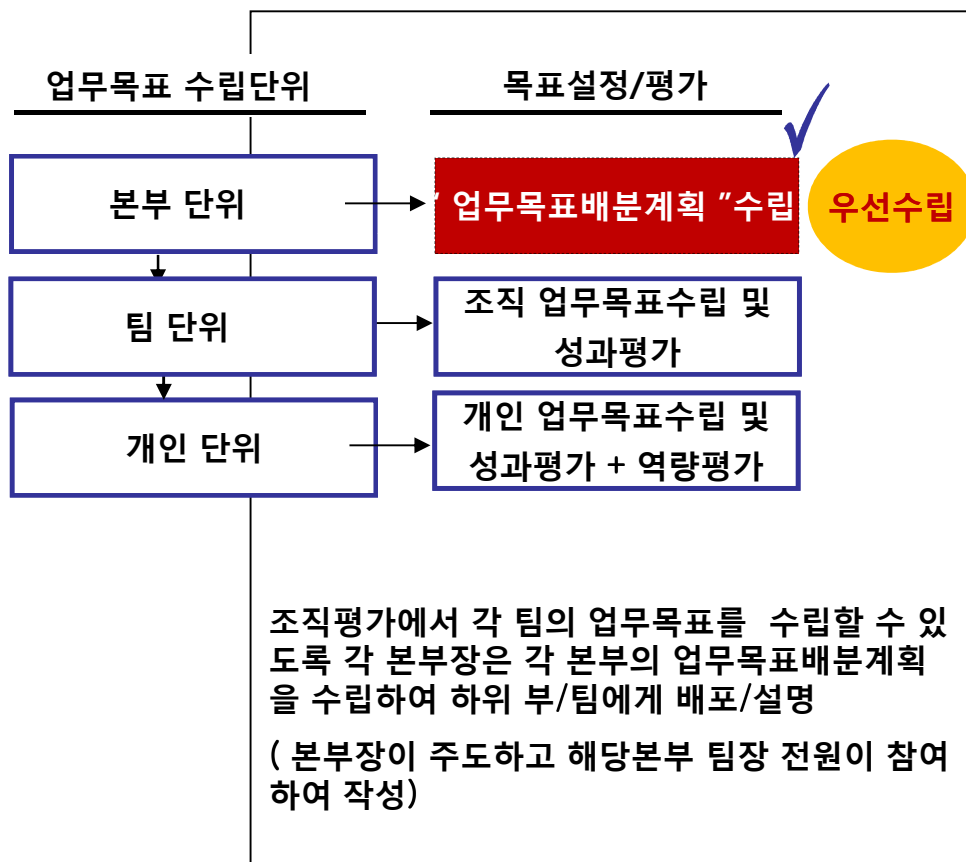 업무목표 수립단위
목표설정/평가
본부 단위
“ 업무목표배분계획 ”수립
우선수립
팀 단위
조직 업무목표수립 및
성과평가
개인 단위
개인 업무목표수립 및
성과평가 + 역량평가
조직평가에서 각 팀의 업무목표를 수립할 수 있
도록 각 본부장은 각 본부의 업무목표배분계획
을 수립하여 하위 부/팀에게 배포/설명
( 본부장이 주도하고 해당본부 팀장 전원이 참여
하여 작성)